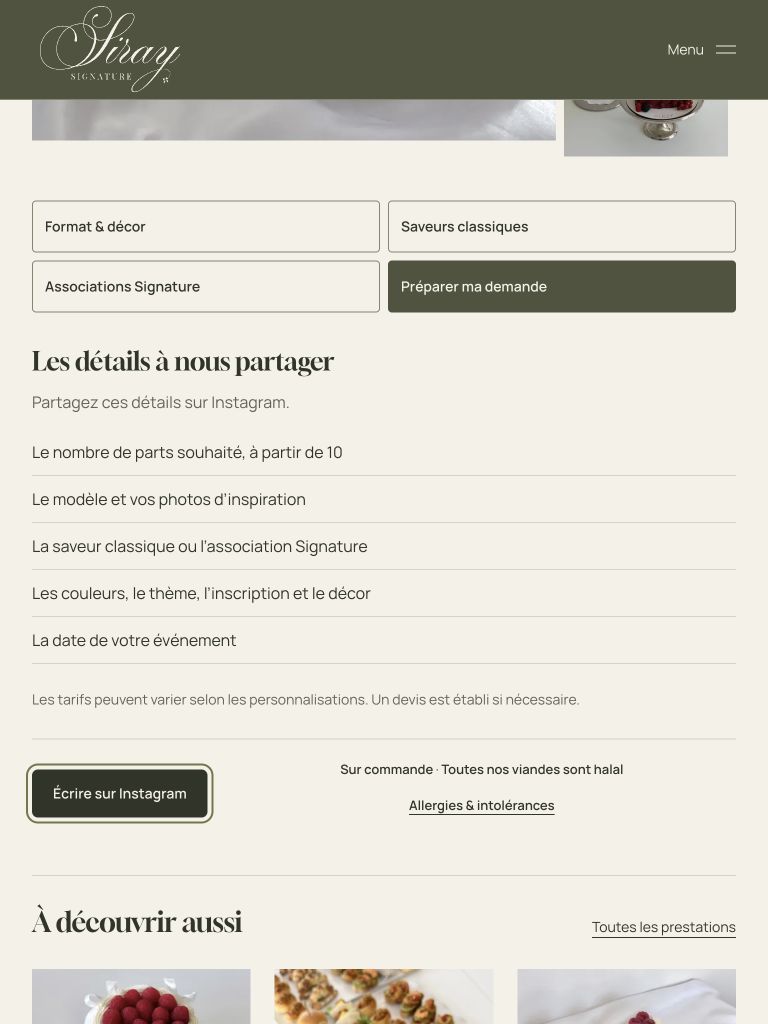 Siray
SIGNATURE
Menu
Format & décor
Saveurs classiques
Associations Signature
Préparer ma demande
Les détails à nous partager
Partagez ces détails sur Instagram.
Le nombre de parts souhaité, à partir de 10
Le modèle et vos photos d’inspiration
La saveur classique ou l’association Signature
Les couleurs, le thème, l’inscription et le décor
La date de votre événement
Les tarifs peuvent varier selon les personnalisations. Un devis est établi si nécessaire.
Écrire sur Instagram
Sur commande · Toutes nos viandes sont halal
Allergies & intolérances
À découvrir aussi
Toutes les prestations